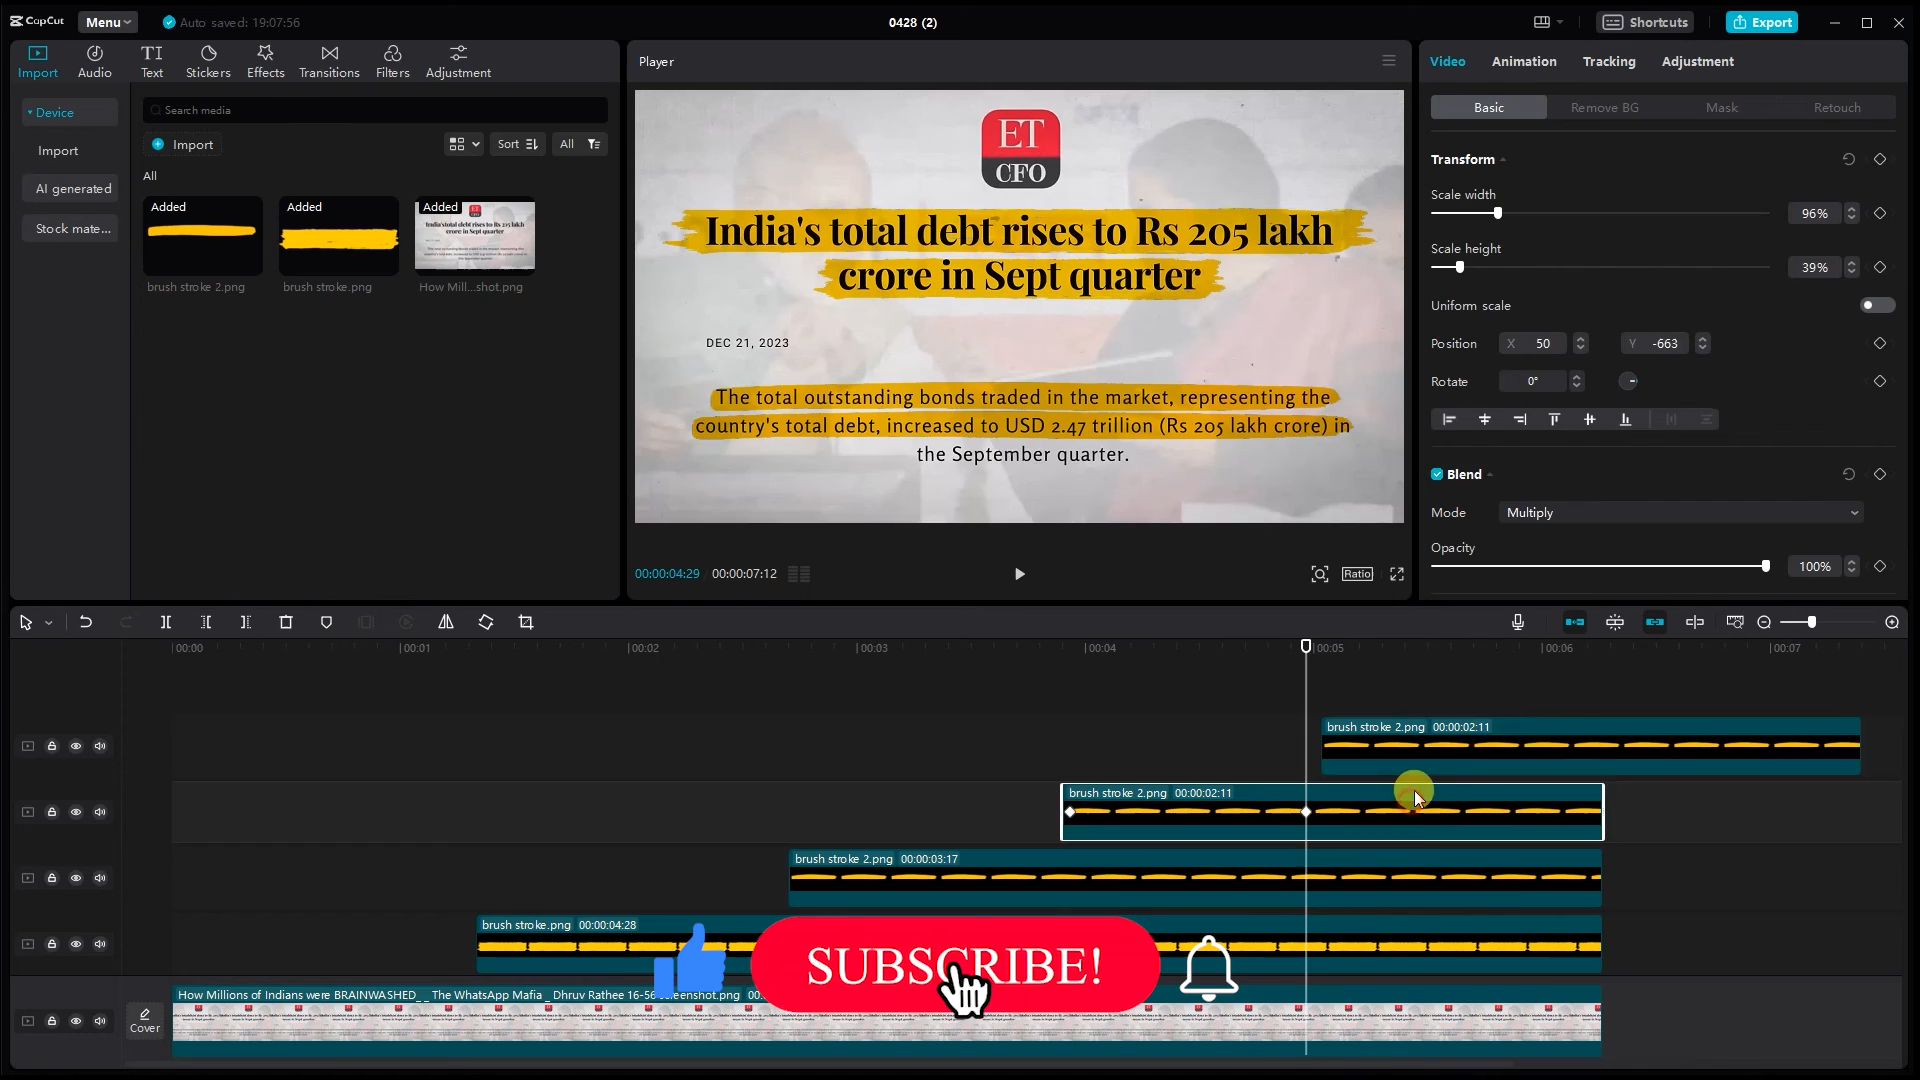 CapCut
Menu
Auto saved: 19:07:56
0428 (2)
Shortcuts
Export
Import
Audio
TI
Text
Stickers
Effects
Transitions
Filters
Adjustment
Player
Video
Animation
Tracking
Adjustment
Device
Search media
Basic
Remove BG
Mask
Retouch
Import
Import
Sort
All
AI generated
Stock mate...
All
Added
Added
Added
brush stroke 2.png
brush stroke.png
How Mill...shot.png
ET
CFO
India's total debt rises to Rs 205 lakh
crore in Sept quarter
DEC 21, 2023
The total outstanding bonds traded in the market, representing the
country's total debt, increased to USD 2.47 trillion (Rs 205 lakh crore) in
the September quarter.
Transform
Scale width
96%
Scale height
39%
Uniform scale
Position
X 50
Y -663
Rotate
0°
Blend
Mode
Multiply
Opacity
100%
00:00:04:29
00:00:07:12
Ratio
00:00
00:01
00:02
00:03
00:04
00:05
00:06
00:07
brush stroke 2.png 00:00:02:11
brush stroke 2.png 00:00:02:11
brush stroke 2.png 00:00:03:17
brush stroke.png 00:00:04:28
SUBSCRIBE!
How Millions of Indians were BRAINWASHED_ _ The WhatsApp Mafia _ Dhruv Rathee 16-56 screenshot.png 00:
Cover